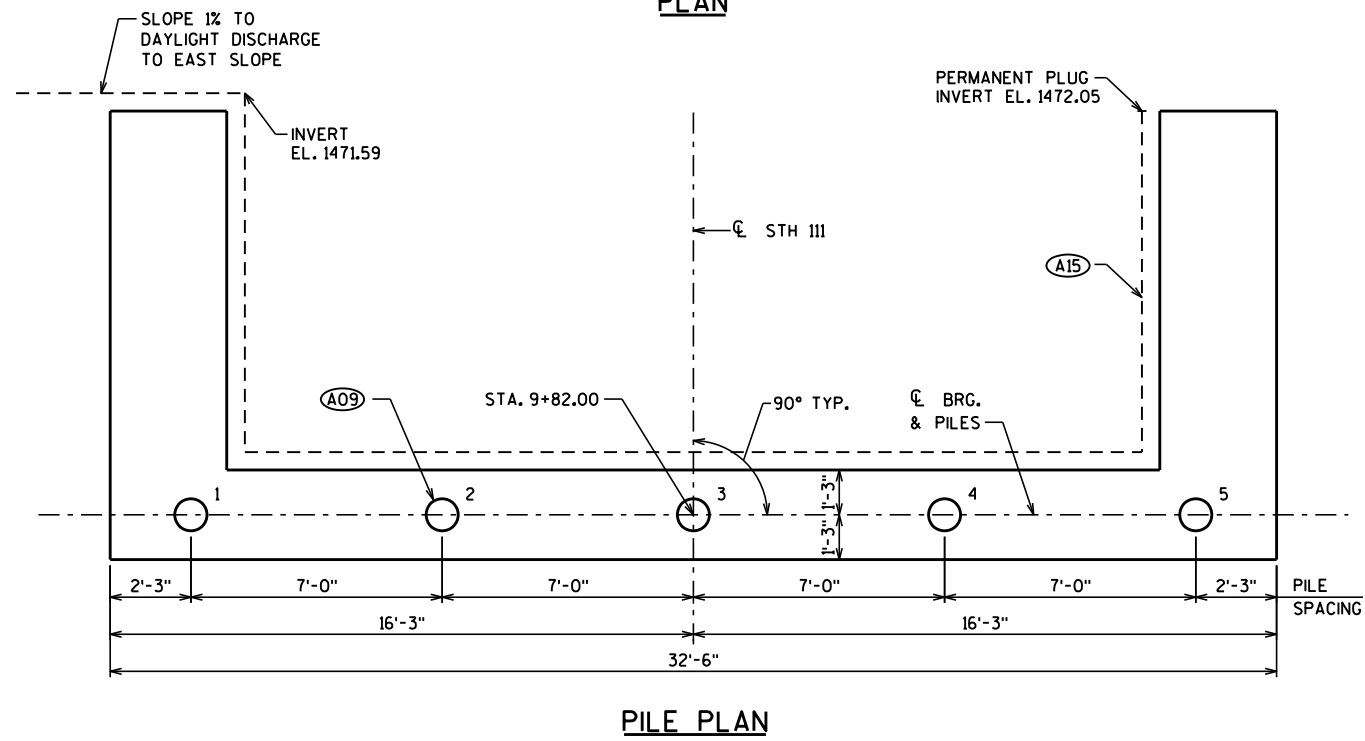 PLAN
SLOPE 1% TO
DAYLIGHT DISCHARGE
TO EAST SLOPE
PERMANENT PLUG
INVERT EL. 1472.05
INVERT
EL. 1471.59
℄ STH 111
A15
A09
STA. 9+82.00
90° TYP.
℄ BRG.
& PILES
1'-3"
1'-3"
1
2
3
4
5
2'-3"
7'-0"
7'-0"
7'-0"
7'-0"
2'-3"
PILE
SPACING
16'-3"
16'-3"
32'-6"
PILE PLAN